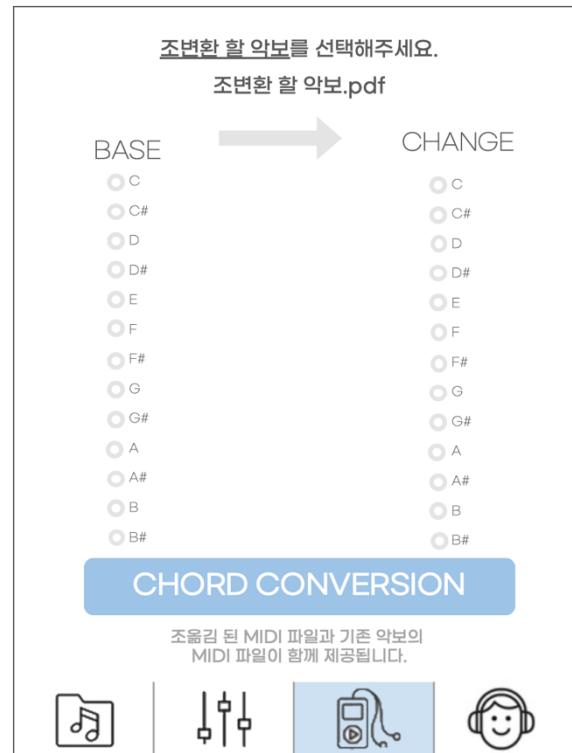 조변환 할 악보를 선택해주세요.
조변환 할 악보.pdf
BASE
CHANGE
C
C#
D
D#
E
F
F#
G
G#
A
A#
B
B#
C
C#
D
D#
E
F
F#
G
G#
A
A#
B
B#
CHORD CONVERSION
조옮김 된 MIDI 파일과 기존 악보의
MIDI 파일이 함께 제공됩니다.